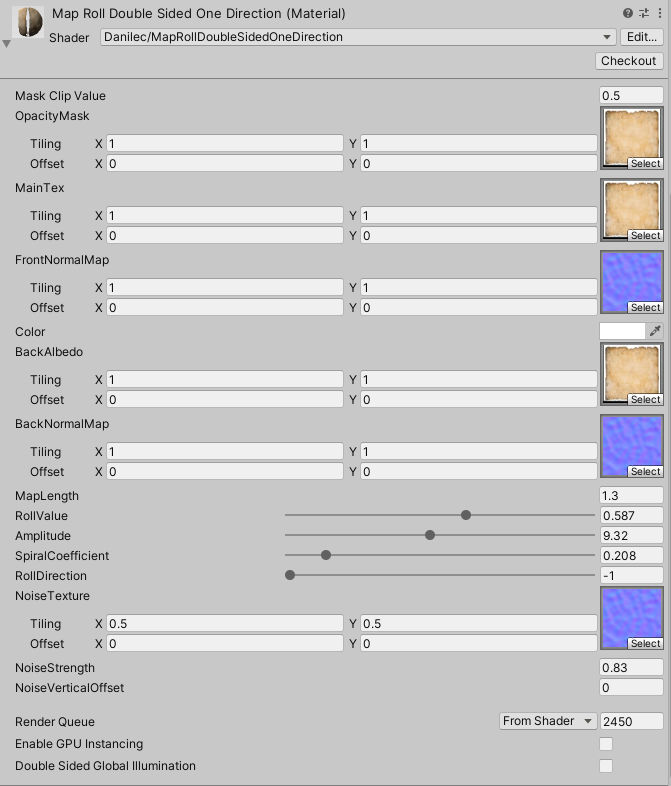 Map Roll Double Sided One Direction (Material)
Shader Danilec/MapRollDoubleSidedOneDirection Edit...
Checkout
Mask Clip Value 0.5
OpacityMask
Tiling X 1 Y 1
Offset X 0 Y 0 Select
MainTex
Tiling X 1 Y 1
Offset X 0 Y 0 Select
FrontNormalMap
Tiling X 1 Y 1
Offset X 0 Y 0 Select
Color
BackAlbedo
Tiling X 1 Y 1
Offset X 0 Y 0 Select
BackNormalMap
Tiling X 1 Y 1
Offset X 0 Y 0 Select
MapLength 1.3
RollValue 0.587
Amplitude 9.32
SpiralCoefficient 0.208
RollDirection -1
NoiseTexture
Tiling X 0.5 Y 0.5
Offset X 0 Y 0 Select
NoiseStrength 0.83
NoiseVerticalOffset 0
Render Queue From Shader 2450
Enable GPU Instancing
Double Sided Global Illumination